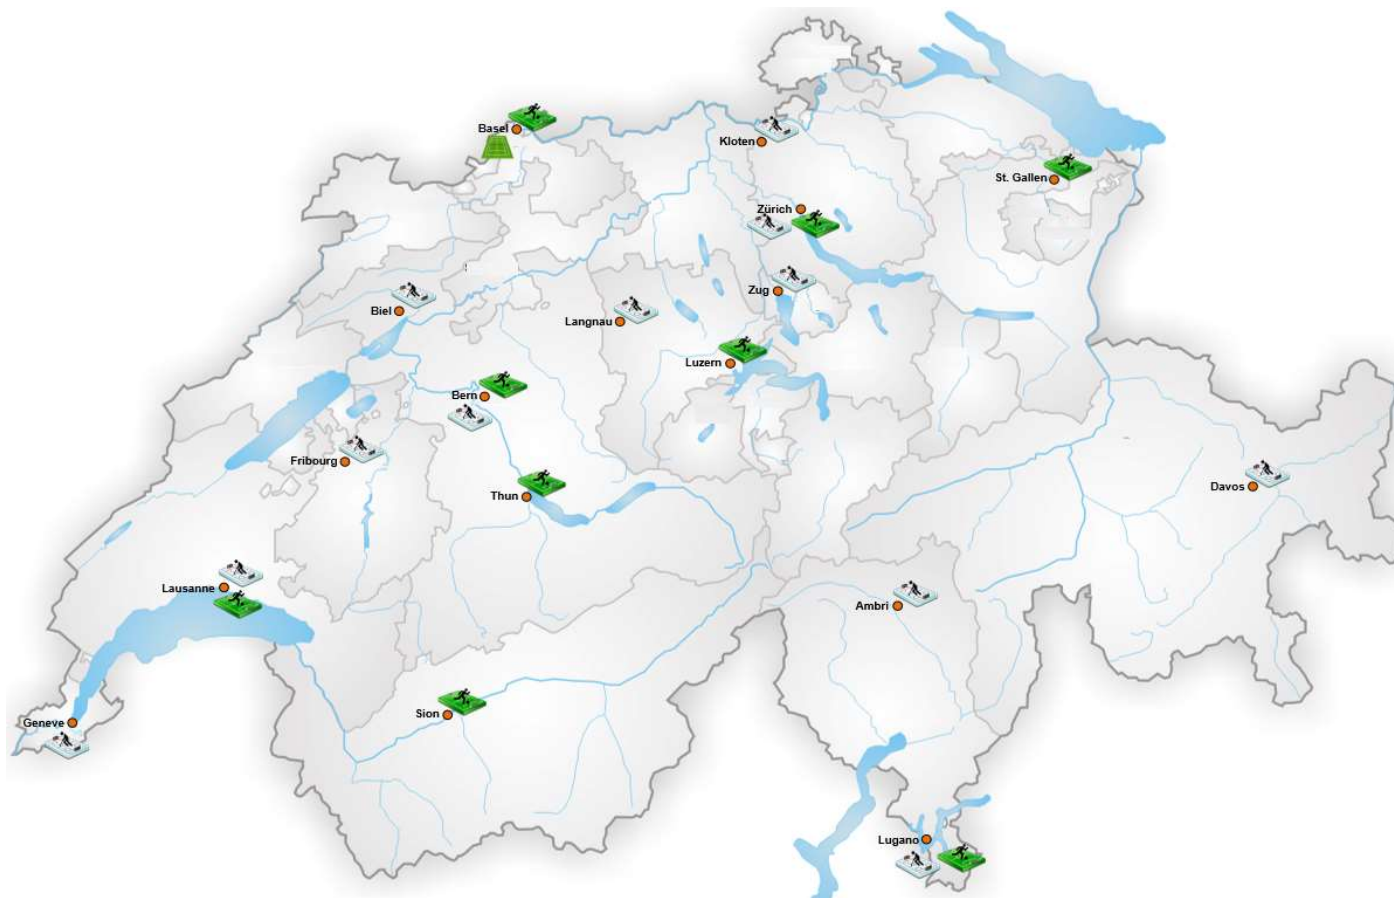 Basel
Kloten
St. Gallen
Zürich
Zug
Biel
Langnau
Luzern
Bern
Fribourg
Davos
Thun
Lausanne
Ambri
Sion
Geneve
Lugano